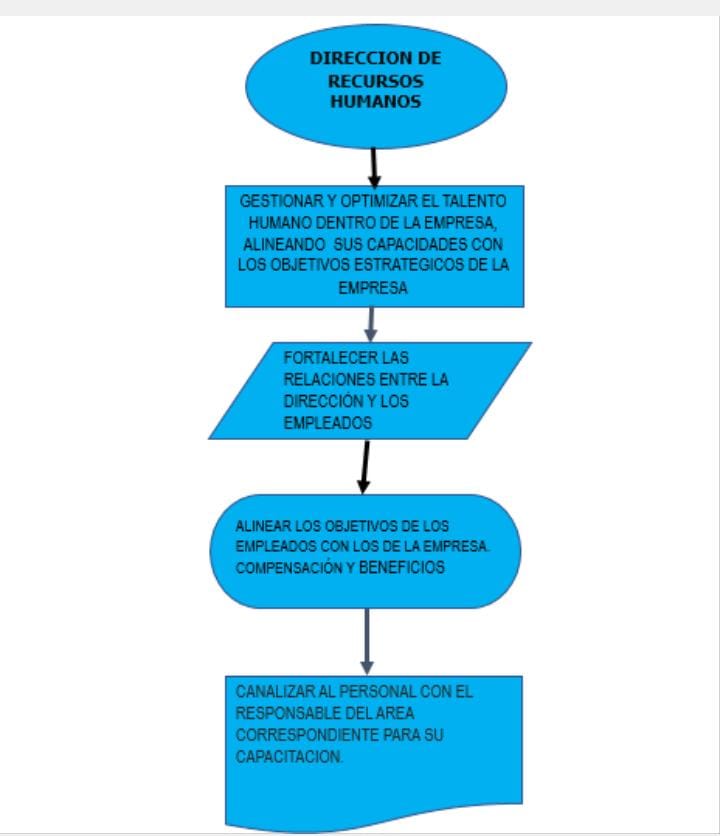 DIRECCION DE
RECURSOS
HUMANOS
GESTIONAR Y OPTIMIZAR EL TALENTO
HUMANO DENTRO DE LA EMPRESA,
ALINEANDO SUS CAPACIDADES CON
LOS OBJETIVOS ESTRATEGICOS DE LA
EMPRESA
FORTALECER LAS
RELACIONES ENTRE LA
DIRECCIÓN Y LOS
EMPLEADOS
ALINEAR LOS OBJETIVOS DE LOS
EMPLEADOS CON LOS DE LA EMPRESA.
COMPENSACIÓN Y BENEFICIOS
CANALIZAR AL PERSONAL CON EL
RESPONSABLE DEL AREA
CORRESPONDIENTE PARA SU
CAPACITACION.